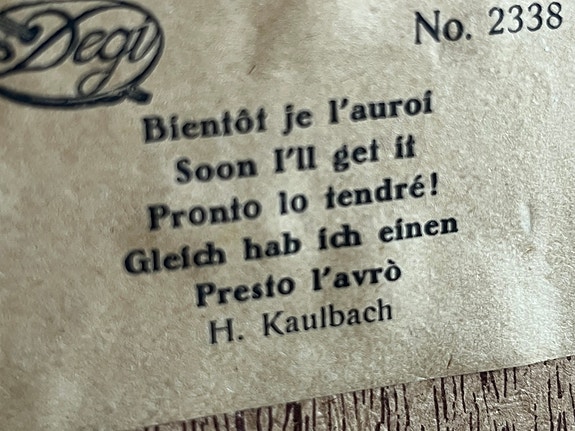 Degi
No. 2338
Bientôt je l'auroi
Soon I'll get it
Pronto lo tendré!
Gleich hab ich einen
Presto l'avrò
H. Kaulbach